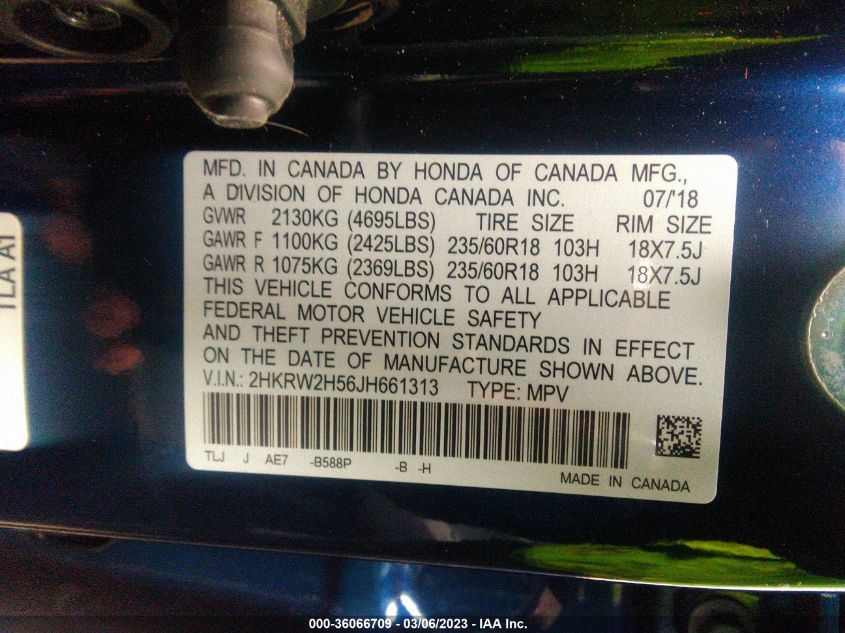 MFD. IN CANADA BY HONDA OF CANADA MFG.,
A DIVISION OF HONDA CANADA INC. 07/'18
GVWR 2130KG (4695LBS) TIRE SIZE RIM SIZE
GAWR F 1100KG (2425LBS) 235/60R18 103H 18X7.5J
GAWR R 1075KG (2369LBS) 235/60R18 103H 18X7.5J
THIS VEHICLE CONFORMS TO ALL APPLICABLE
FEDERAL MOTOR VEHICLE SAFETY
AND THEFT PREVENTION STANDARDS IN EFFECT
ON THE DATE OF MANUFACTURE SHOWN ABOVE.
V.I.N.: 2HKRW2H56JH661313 TYPE: MPV
TLJ J AE7 -B588P -B -H
MADE IN CANADA
TLA A1
000-36066709 - 03/06/2023 - IAA Inc.